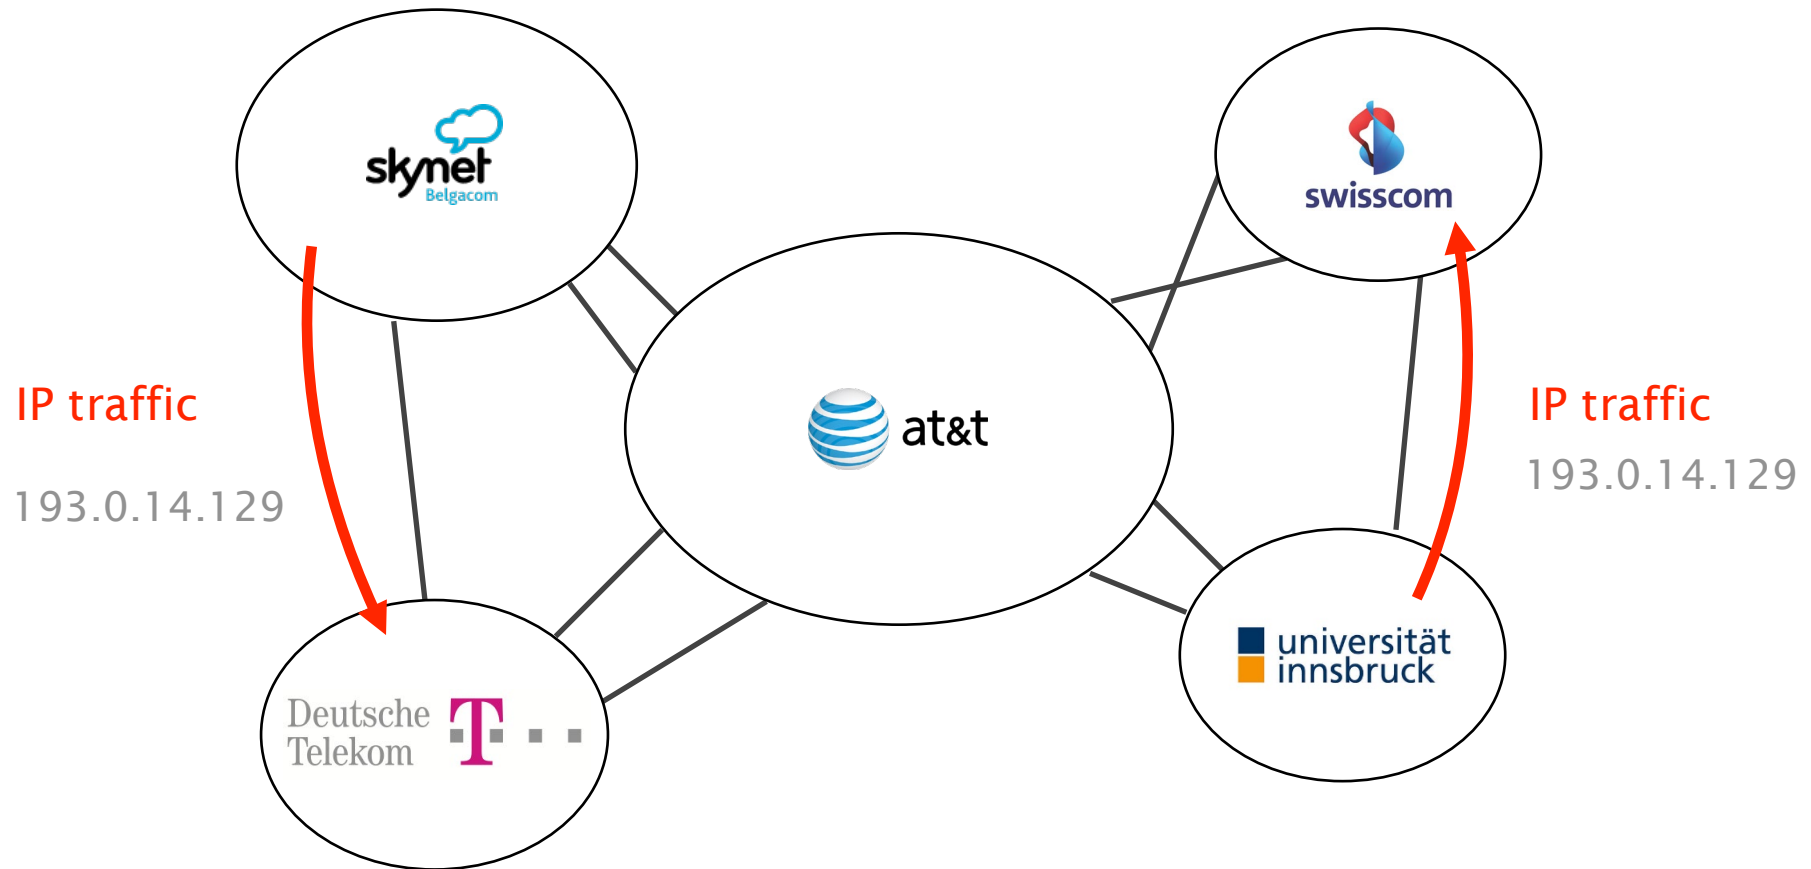 skynet
Belgacom
swisscom
IP traffic
193.0.14.129
at&t
IP traffic
193.0.14.129
universität
innsbruck
Deutsche
Telekom
T